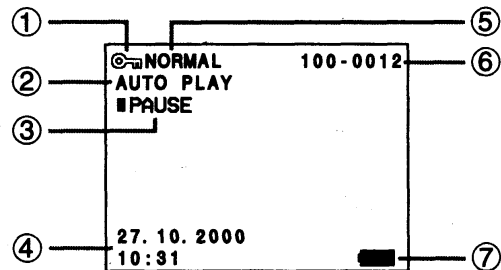 ① ⑤
NORMAL 100-0012 ⑥
② AUTO PLAY
PAUSE
③
27. 10. 2000
④ 10:31 ⑦